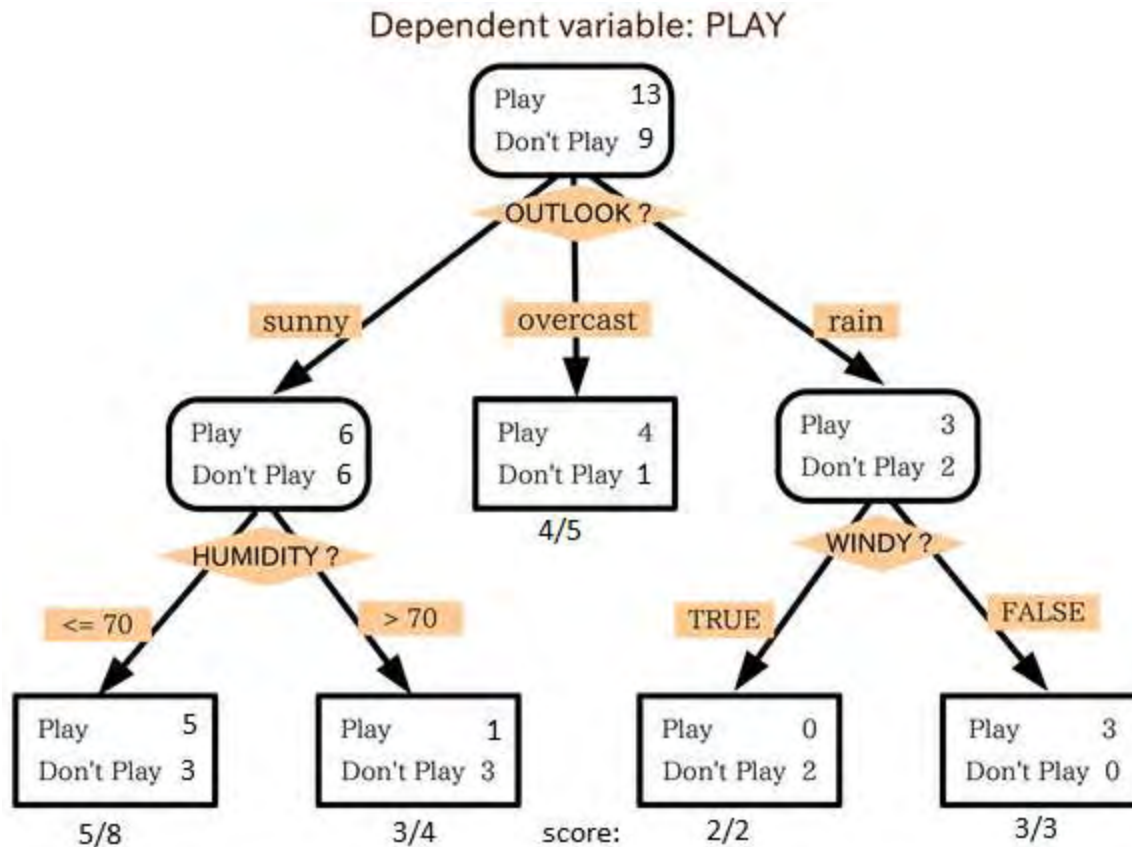 Dependent variable: PLAY
Play 13
Don't Play 9
OUTLOOK ?
sunny
overcast
rain
Play 6
Don't Play 6
Play 4
Don't Play 1
4/5
Play 3
Don't Play 2
HUMIDITY ?
WINDY ?
<= 70
> 70
TRUE
FALSE
Play 5
Don't Play 3
Play 1
Don't Play 3
Play 0
Don't Play 2
Play 3
Don't Play 0
5/8
3/4
score:
2/2
3/3